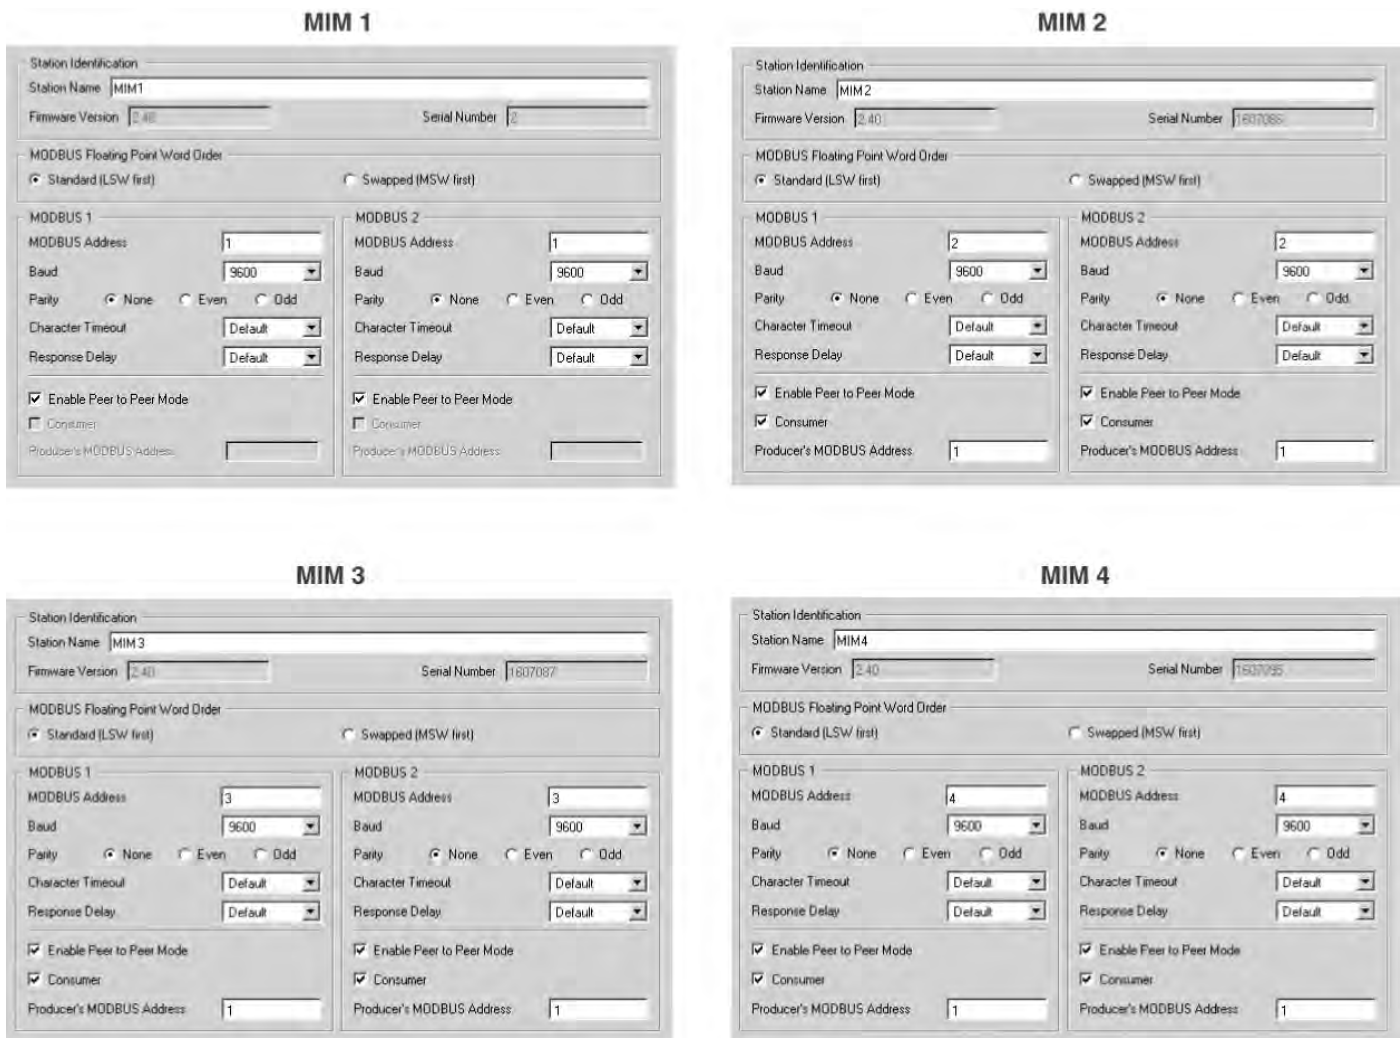 MIM 1
Station Identification
Station Name MIM1
Firmware Version 2.40 Serial Number 2
MODBUS Floating Point Word Order
Standard (LSW first) Swapped (MSW first)
MODBUS 1 MODBUS 2
MODBUS Address 1 MODBUS Address 1
Baud 9600 Baud 9600
Parity None Even Odd Parity None Even Odd
Character Timeout Default Character Timeout Default
Response Delay Default Response Delay Default
Enable Peer to Peer Mode Enable Peer to Peer Mode
Consumer Consumer
Producer's MODBUS Address Producer's MODBUS Address
MIM 2
Station Identification
Station Name MIM2
Firmware Version 2.40 Serial Number
MODBUS Floating Point Word Order
Standard (LSW first) Swapped (MSW first)
MODBUS 1 MODBUS 2
MODBUS Address 2 MODBUS Address 2
Baud 9600 Baud 9600
Parity None Even Odd Parity None Even Odd
Character Timeout Default Character Timeout Default
Response Delay Default Response Delay Default
Enable Peer to Peer Mode Enable Peer to Peer Mode
Consumer Consumer
Producer's MODBUS Address 1 Producer's MODBUS Address 1
MIM 3
Station Identification
Station Name MIM3
Firmware Version 2.40 Serial Number 1607087
MODBUS Floating Point Word Order
Standard (LSW first) Swapped (MSW first)
MODBUS 1 MODBUS 2
MODBUS Address 3 MODBUS Address 3
Baud 9600 Baud 9600
Parity None Even Odd Parity None Even Odd
Character Timeout Default Character Timeout Default
Response Delay Default Response Delay Default
Enable Peer to Peer Mode Enable Peer to Peer Mode
Consumer Consumer
Producer's MODBUS Address 1 Producer's MODBUS Address 1
MIM 4
Station Identification
Station Name MIM4
Firmware Version 2.40 Serial Number
MODBUS Floating Point Word Order
Standard (LSW first) Swapped (MSW first)
MODBUS 1 MODBUS 2
MODBUS Address 4 MODBUS Address 4
Baud 9600 Baud 9600
Parity None Even Odd Parity None Even Odd
Character Timeout Default Character Timeout Default
Response Delay Default Response Delay Default
Enable Peer to Peer Mode Enable Peer to Peer Mode
Consumer Consumer
Producer's MODBUS Address 1 Producer's MODBUS Address 1